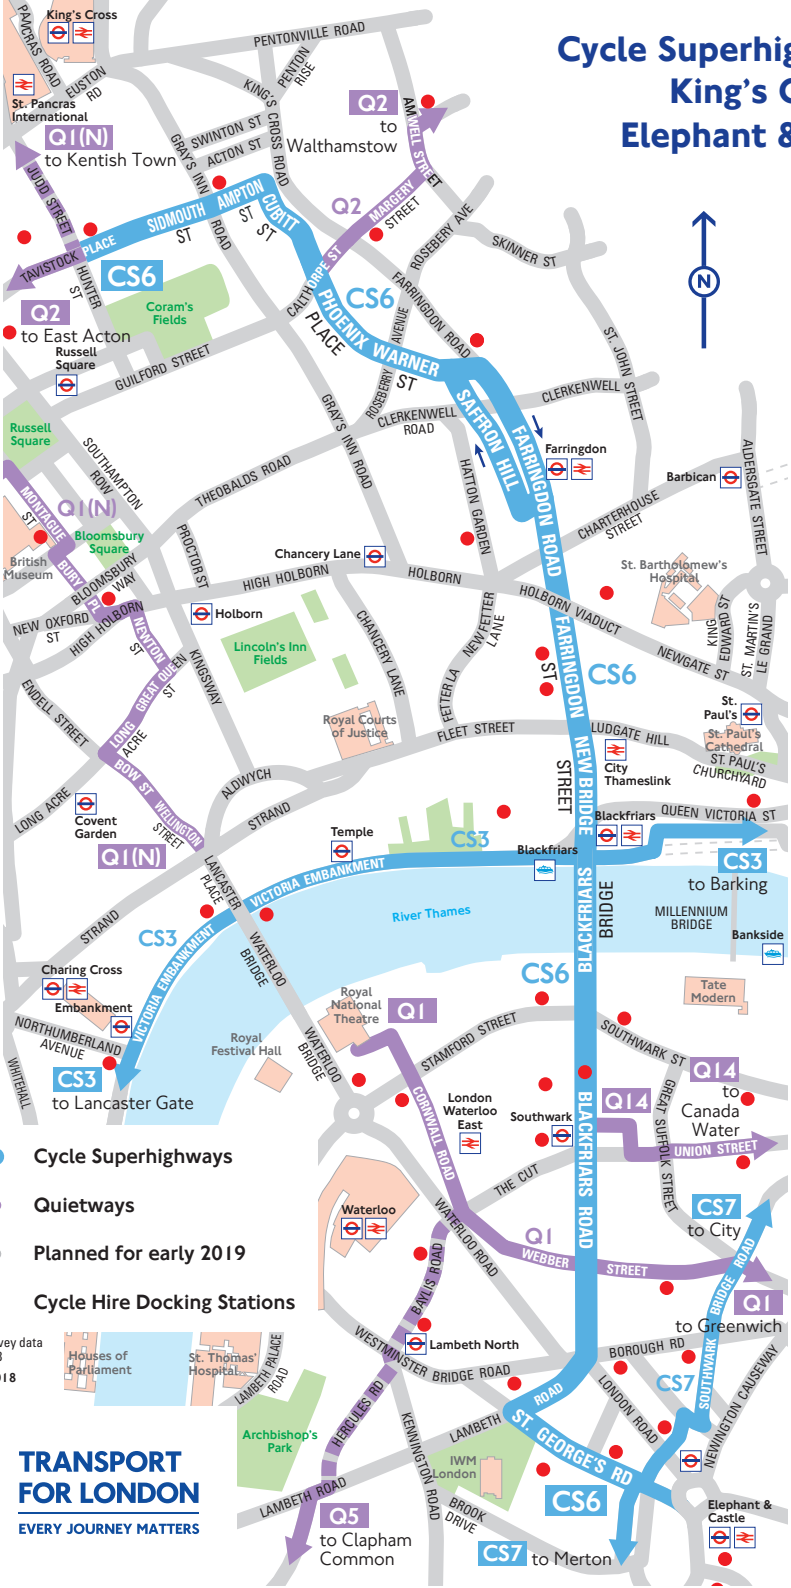 King's Cross
PANCRAS ROAD
EUSTON
RD
St. Pancras
International
PENTONVILLE ROAD
PENTON
RISE
KING'S CROSS ROAD
SWINTON ST
ACTON ST
GRAY'S INN
ROAD
Cycle Superhig
King's C
Elephant &
Q2
to
Walthamstow
AMWELL STREET
Q1(N)
to Kentish Town
JUDD STREET
TAVISTOCK
PLACE
HUNTER
ST
SIDMOUTH
ST
AMPTON
ST
CUBITT
ST
CS6
Q2
MARGERY
STREET
CALTHORPE ST
ROSEBERY AVE
SKINNER ST
N
Q2
to East Acton
Coram's
Fields
Russell
Square
GUILFORD STREET
CS6
PHOENIX
PLACE
WARNER
ST
FARRINGDON ROAD
ROSEBERRY
AVENUE
ST. JOHN STREET
Russell
Square
SOUTHAMPTON
ROW
THEOBALDS ROAD
GRAY'S INN ROAD
CLERKENWELL
ROAD
CLERKENWELL
SAFFRON HILL
HATTON GARDEN
FARRINGDON ROAD
Farringdon
Barbican
ALDERSGATE STREET
CHARTERHOUSE
STREET
MONTAGUE
ST
Q1(N)
Bloomsbury
Square
British
Museum
BURY
PL
BLOOMSBURY
WAY
PROCTOR ST
Chancery Lane
HIGH HOLBORN
HOLBORN
HOLBORN VIADUCT
St. Bartholomew's
Hospital
NEW OXFORD
ST
HIGH HOLBORN
NEWTON
ST
Holborn
Lincoln's Inn
Fields
CHANCERY LANE
NEW FETTER
LANE
FETTER LA
KING
EDWARD ST
ST. MARTIN'S
LE GRAND
NEWGATE ST
ENDELL STREET
GREAT QUEEN
ST
KINGSWAY
FARRINGDON
ST
CS6
LONG
ACRE
Royal Courts
of Justice
FLEET STREET
LUDGATE HILL
St.
Paul's
St. Paul's
Cathedral
ST. PAUL'S
CHURCHYARD
City
Thameslink
BOW ST
WELLINGTON
STREET
ALDWYCH
NEW BRIDGE
STREET
LONG ACRE
Covent
Garden
STRAND
Q1(N)
LANCASTER
PLACE
Temple
CS3
VICTORIA EMBANKMENT
Blackfriars
Blackfriars
QUEEN VICTORIA ST
CS3
to Barking
STRAND
CS3
VICTORIA EMBANKMENT
River Thames
BLACKFRIARS
BRIDGE
MILLENNIUM
BRIDGE
Bankside
WATERLOO
BRIDGE
Charing Cross
Embankment
NORTHUMBERLAND
AVENUE
WHITEHALL
CS3
to Lancaster Gate
Royal
National
Theatre
Royal
Festival Hall
WATERLOO
BRIDGE
Q1
CS6
STAMFORD STREET
Tate
Modern
SOUTHWARK ST
CORNWALL ROAD
London
Waterloo
East
Southwark
BLACKFRIARS ROAD
Q14
GREAT SUFFOLK STREET
Q14
to
Canada
Water
UNION STREET
THE CUT
Cycle Superhighways
Quietways
Planned for early 2019
Cycle Hire Docking Stations
Waterloo
WATERLOO ROAD
Q1
WEBBER
STREET
CS7
to City
SOUTHWARK BRIDGE ROAD
Q1
to Greenwich
BAYLIS ROAD
Lambeth North
WESTMINSTER BRIDGE ROAD
BOROUGH RD
LONDON ROAD
CS7
NEWINGTON CAUSEWAY
vey data
8
018
Houses of
Parliament
St. Thomas'
Hospital
LAMBETH PALACE
ROAD
HERCULES RD
Archbishop's
Park
KENNINGTON ROAD
LAMBETH
ROAD
ST. GEORGE'S RD
IWM
London
BROOK
DRIVE
CS6
Elephant &
Castle
TRANSPORT
FOR LONDON
EVERY JOURNEY MATTERS
LAMBETH ROAD
Q5
to Clapham
Common
CS7
to Merton